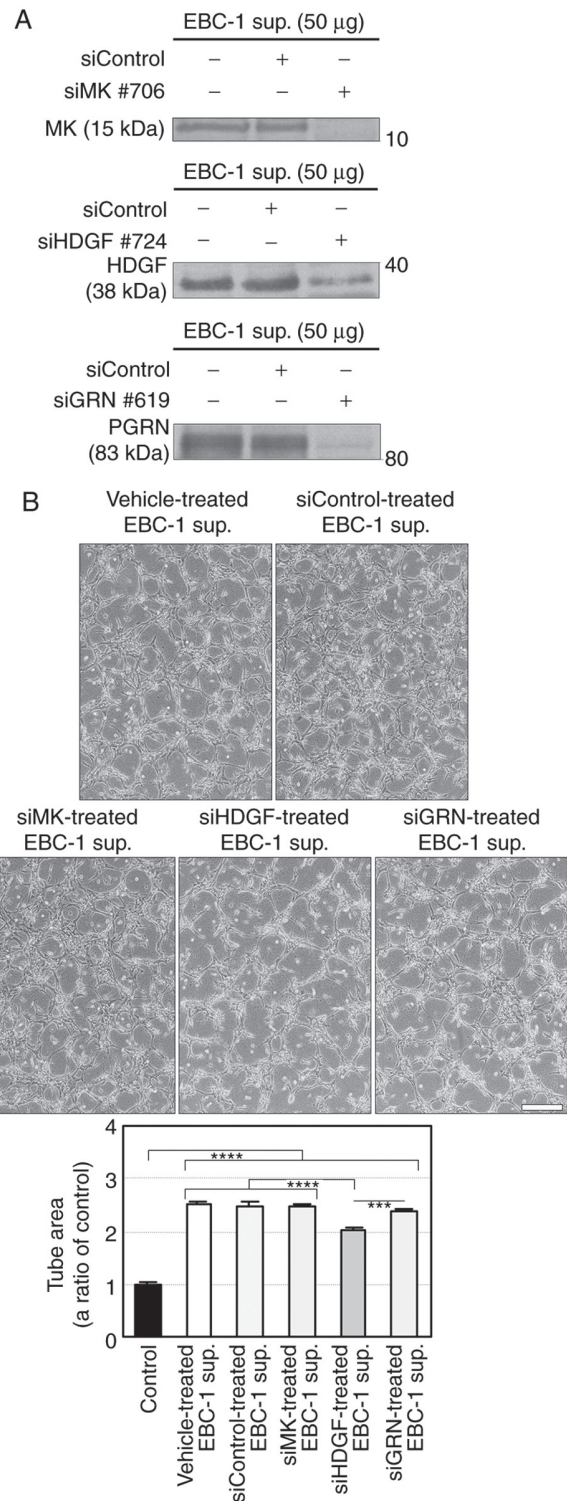 A
EBC-1 sup. (50 µg)
siControl – + –
siMK #706 – – +
MK (15 kDa) 10
EBC-1 sup. (50 µg)
siControl – + –
siHDGF #724 – – +
HDGF 40
(38 kDa)
EBC-1 sup. (50 µg)
siControl – + –
siGRN #619 – – +
PGRN
(83 kDa) 80
B
Vehicle-treated siControl-treated
EBC-1 sup. EBC-1 sup.
siMK-treated siHDGF-treated siGRN-treated
EBC-1 sup. EBC-1 sup. EBC-1 sup.
Tube area
(a ratio of control)
4
3
2
1
0
****
****
***
Control
Vehicle-treated
EBC-1 sup.
siControl-treated
EBC-1 sup.
siMK-treated
EBC-1 sup.
siHDGF-treated
EBC-1 sup.
siGRN-treated
EBC-1 sup.